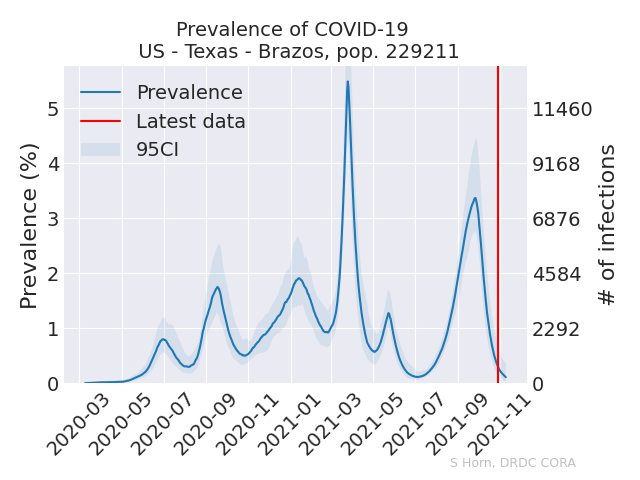 Prevalence of COVID-19
US - Texas - Brazos, pop. 229211
Prevalence
Latest data
95CI
Prevalence (%)
5
4
3
2
1
0
11460
9168
6876
4584
2292
0
# of infections
2020-03
2020-05
2020-07
2020-09
2020-11
2021-01
2021-03
2021-05
2021-07
2021-09
2021-11
S Horn, DRDC CORA